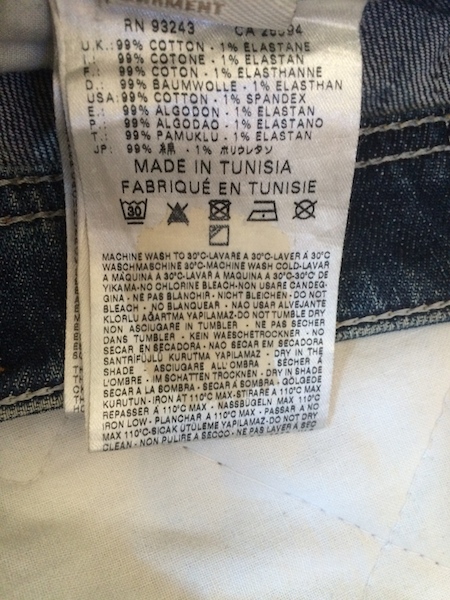 RN 93243 CA
U.K.: 99% COTTON - 1% ELASTANE
I.: 99% COTONE - 1% ELASTAN
F.: 99% COTON - 1% ELASTHANNE
D.: 99% BAUMWOLLE - 1% ELASTHAN
USA: 99% COTTON - 1% SPANDEX
E.: 99% ALGODON - 1% ELASTAN
P.: 99% ALGODAO - 1% ELASTANO
T.: 99% PAMUKLU - 1% ELASTAN
JP: 99% 綿 - 1% ポリウレタン
MADE IN TUNISIA
FABRIQUÉ EN TUNISIE
30
MACHINE WASH TO 30°C-LAVARE A 30°C-LAVER À 30°C
WASCHMASCHINE 30°C-MACHINE WASH COLD-LAVAR
A MAQUINA A 30°C-LAVAR A MAQUINA A 30°C-30°C DE
YIKAMA-NO CHLORINE BLEACH-NON USARE CANDEG-
GINA - NE PAS BLANCHIR - NICHT BLEICHEN-DO NOT
BLEACH - NO BLANQUEAR - NAO USAR ALVEJANTE
KLORLU AĞARTMA YAPILAMAZ-DO NOT TUMBLE DRY
NON ASCIUGARE IN TUMBLER - NE PAS SÉCHER
DANS TUMBLER - KEIN WAESCHETROCKNER - NO
SECAR EN SECADORA - NAO SECAR EM SECADORA
SANTRIFÜJLÜ KURUTMA YAPILAMAZ - DRY IN THE
SHADE - ASCIUGARE ALL'OMBRA - SÉCHER À
L'OMBRE - IM SCHATTEN TROCKNEN - DRY IN SHADE
SECAR A LA SOMBRA - SECAR À SOMBRA - GÖLGEDE
KURUTUN - IRON AT 110°C MAX-STIRARE A 110°C MAX
REPASSER A 110°C MAX - NASSBÜGELN MAX 110°C
IRON LOW - PLANCHAR A 110°C MAX - PASSAR A NO
MAX 110°C-SICAK ÜTÜLEME YAPILAMAZ-DO NOT DRY
CLEAN - NON PULIRE A SECCO - NE PAS LAVER À SEC